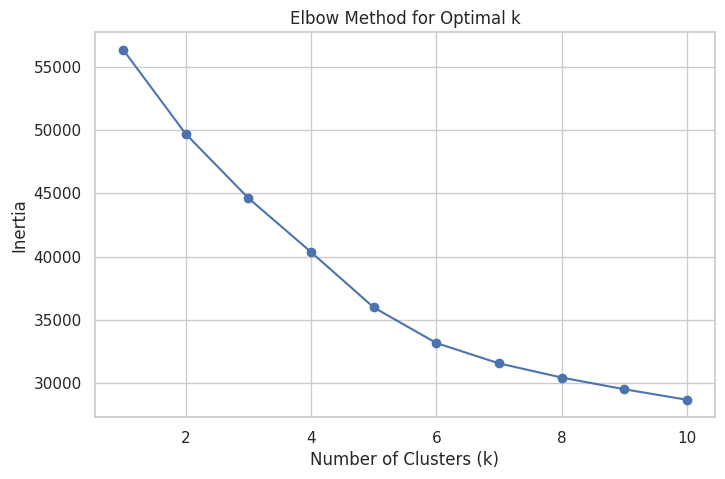 Elbow Method for Optimal k
55000
50000
45000
40000
35000
30000
Inertia
2 4 6 8 10
Number of Clusters (k)